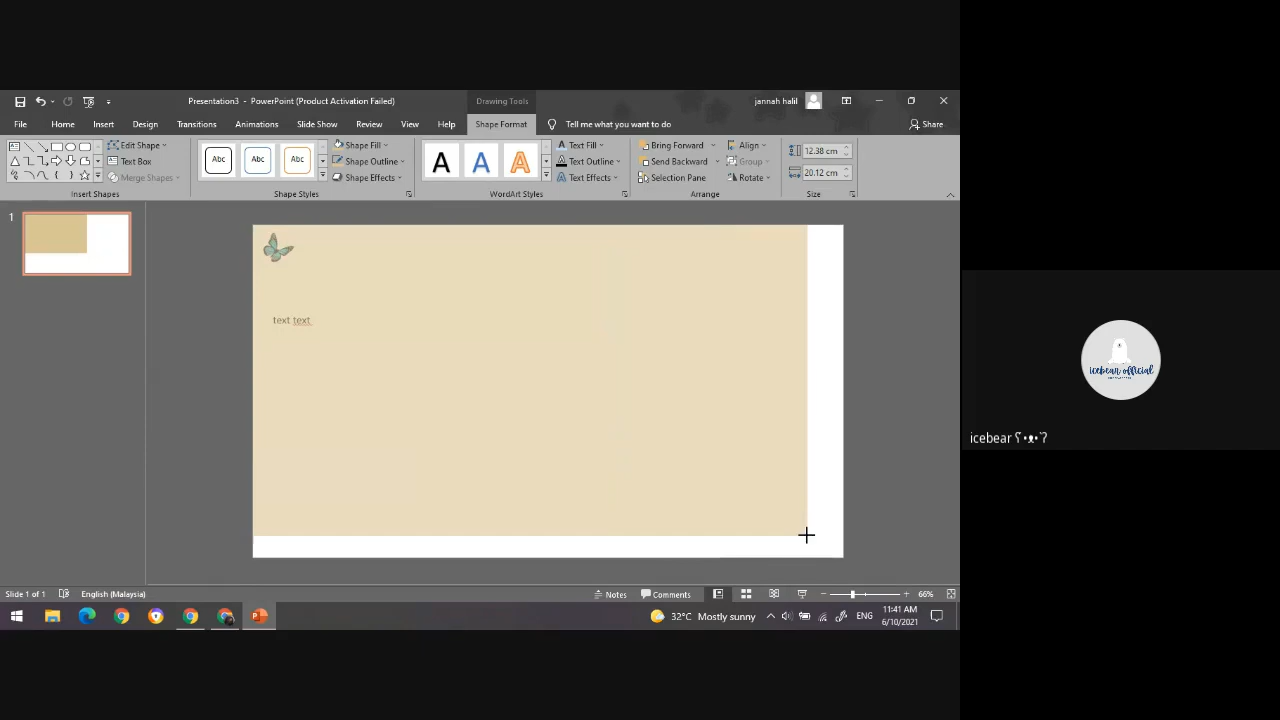 Presentation3 - PowerPoint (Product Activation Failed)
Drawing Tools
jannah halil
File Home Insert Design Transitions Animations Slide Show Review View Help Shape Format Tell me what you want to do Share
Edit Shape
Text Box
Merge Shapes
Insert Shapes
Abc Abc Abc
Shape Fill
Shape Outline
Shape Effects
Shape Styles
A A A
Text Fill
Text Outline
Text Effects
WordArt Styles
Bring Forward
Send Backward
Selection Pane
Align
Group
Rotate
Arrange
12.38 cm
20.12 cm
Size
1
text text
icebear official
icebear ʕ·ᴥ·ʔ
Slide 1 of 1 English (Malaysia) Notes Comments 66%
32°C Mostly sunny ENG
11:41 AM
6/10/2021